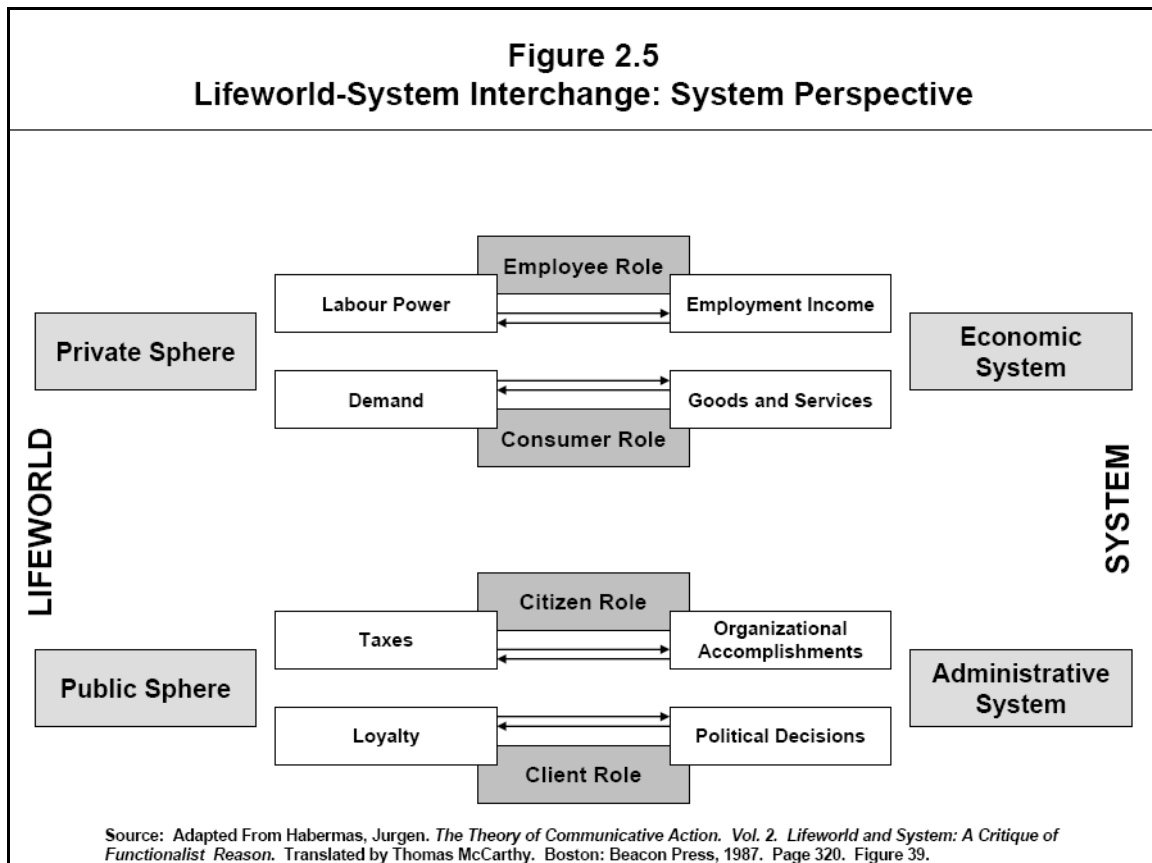 Figure 2.5
Lifeworld-System Interchange: System Perspective
Employee Role
Labour Power
Employment Income
Private Sphere
Economic
System
Demand
Goods and Services
Consumer Role
LIFEWORLD
SYSTEM
Citizen Role
Taxes
Organizational
Accomplishments
Public Sphere
Administrative
System
Loyalty
Political Decisions
Client Role
Source: Adapted From Habermas, Jurgen. The Theory of Communicative Action. Vol. 2. Lifeworld and System: A Critique of
Functionalist Reason. Translated by Thomas McCarthy. Boston: Beacon Press, 1987. Page 320. Figure 39.